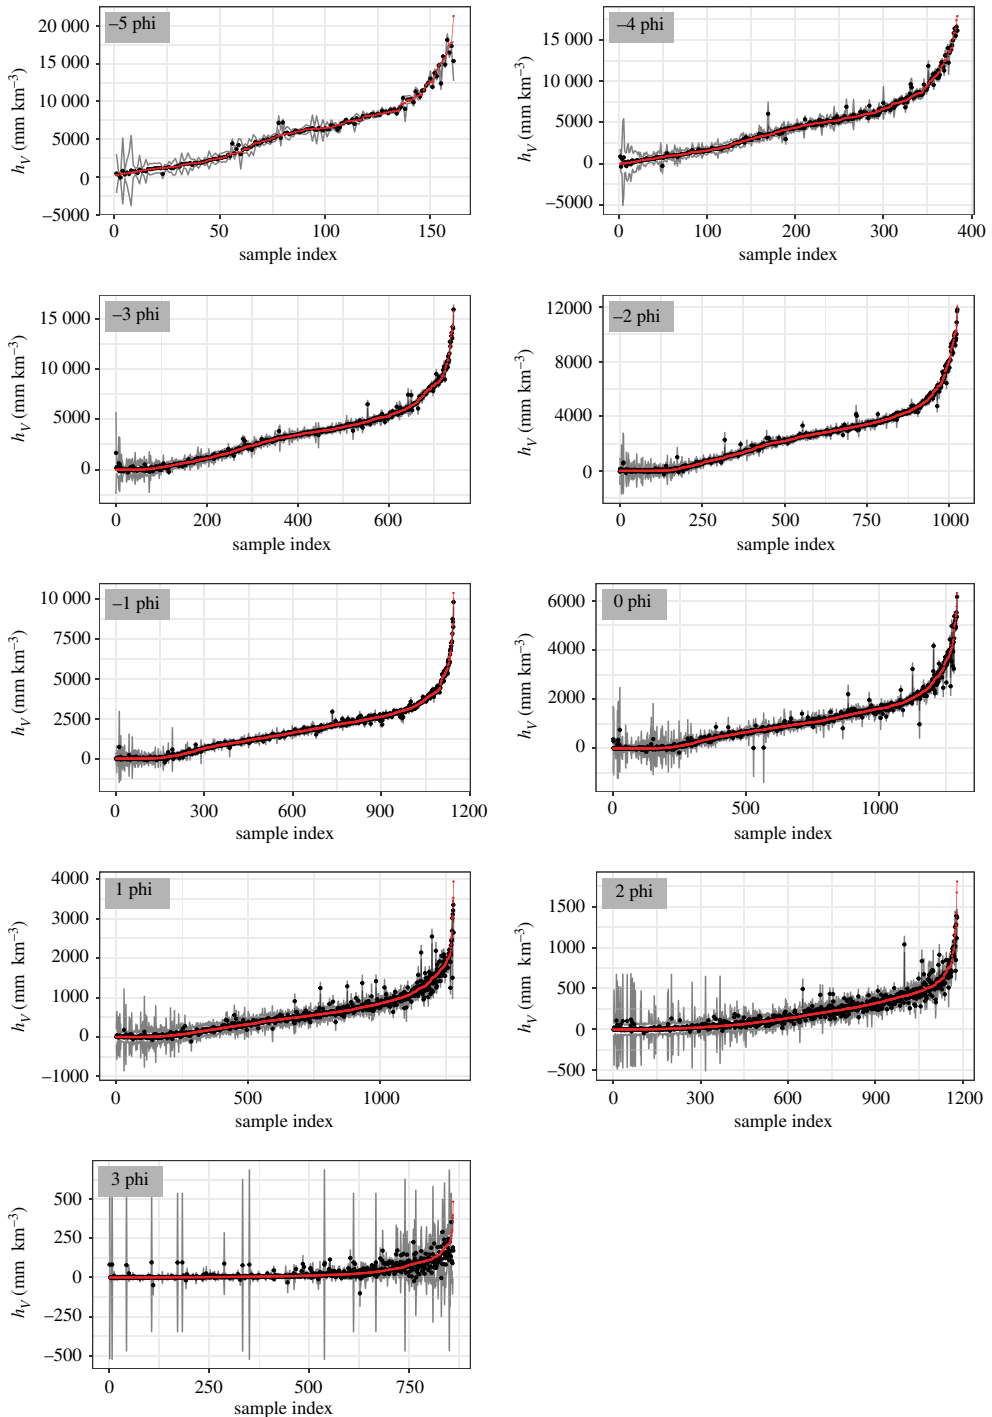 –5 phi
20 000
15 000
10 000
5000
0
–5000
h_V (mm km⁻³)
0 50 100 150
sample index
–4 phi
15 000
10 000
5000
0
–5000
h_V (mm km⁻³)
0 100 200 300 400
sample index
–3 phi
15 000
10 000
5000
0
h_V (mm km⁻³)
0 200 400 600
sample index
–2 phi
12000
8000
4000
0
h_V (mm km⁻³)
0 250 500 750 1000
sample index
–1 phi
10 000
7500
5000
2500
0
h_V (mm km⁻³)
0 300 600 900 1200
sample index
0 phi
6000
4000
2000
0
h_V (mm km⁻³)
0 500 1000
sample index
1 phi
4000
3000
2000
1000
0
–1000
h_V (mm km⁻³)
0 500 1000
sample index
2 phi
1500
1000
500
0
–500
h_V (mm km⁻³)
0 300 600 900 1200
sample index
3 phi
500
250
0
–250
–500
h_V (mm km⁻³)
0 250 500 750
sample index